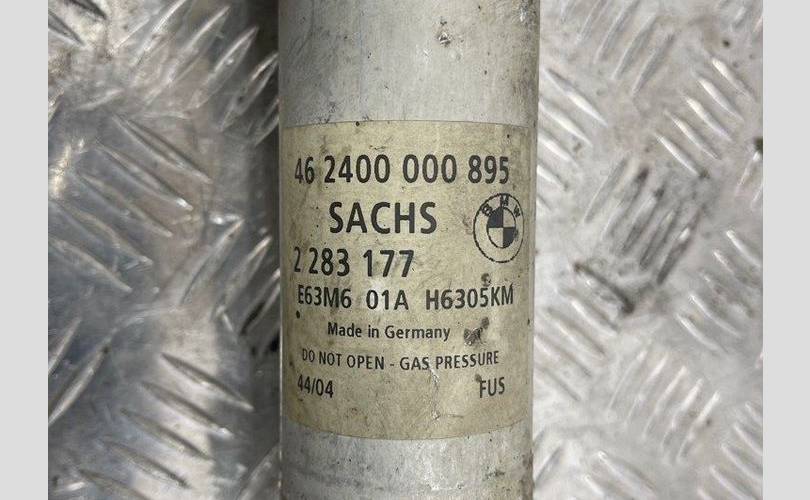 46 2400 000 895
SACHS
BMW
2 283 177
E63M6 01A H6305KM
Made in Germany
DO NOT OPEN - GAS PRESSURE
44/04 FUS